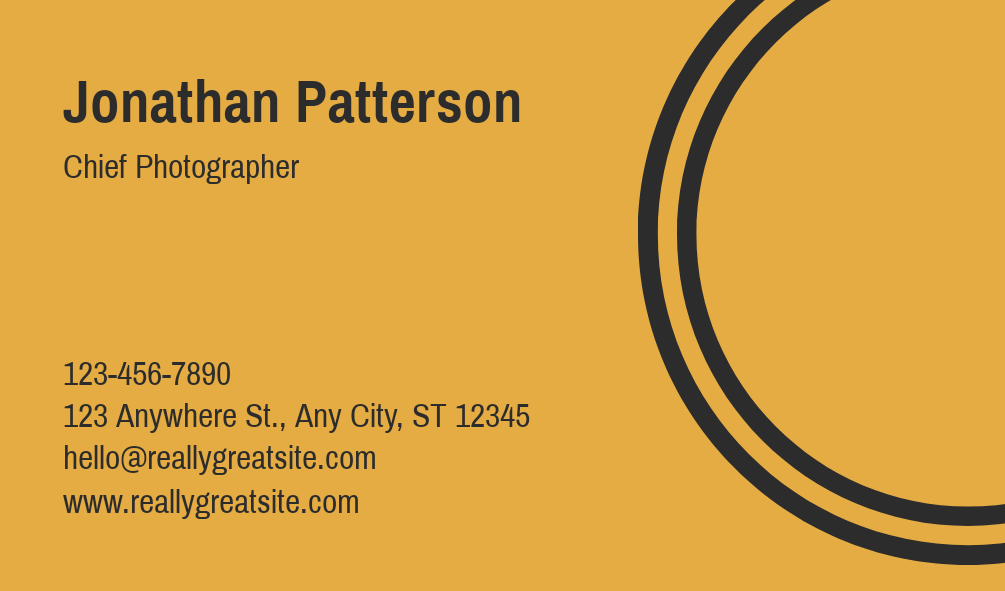 Jonathan Patterson
Chief Photographer
123-456-7890
123 Anywhere St., Any City, ST 12345
hello@reallygreatsite.com
www.reallygreatsite.com